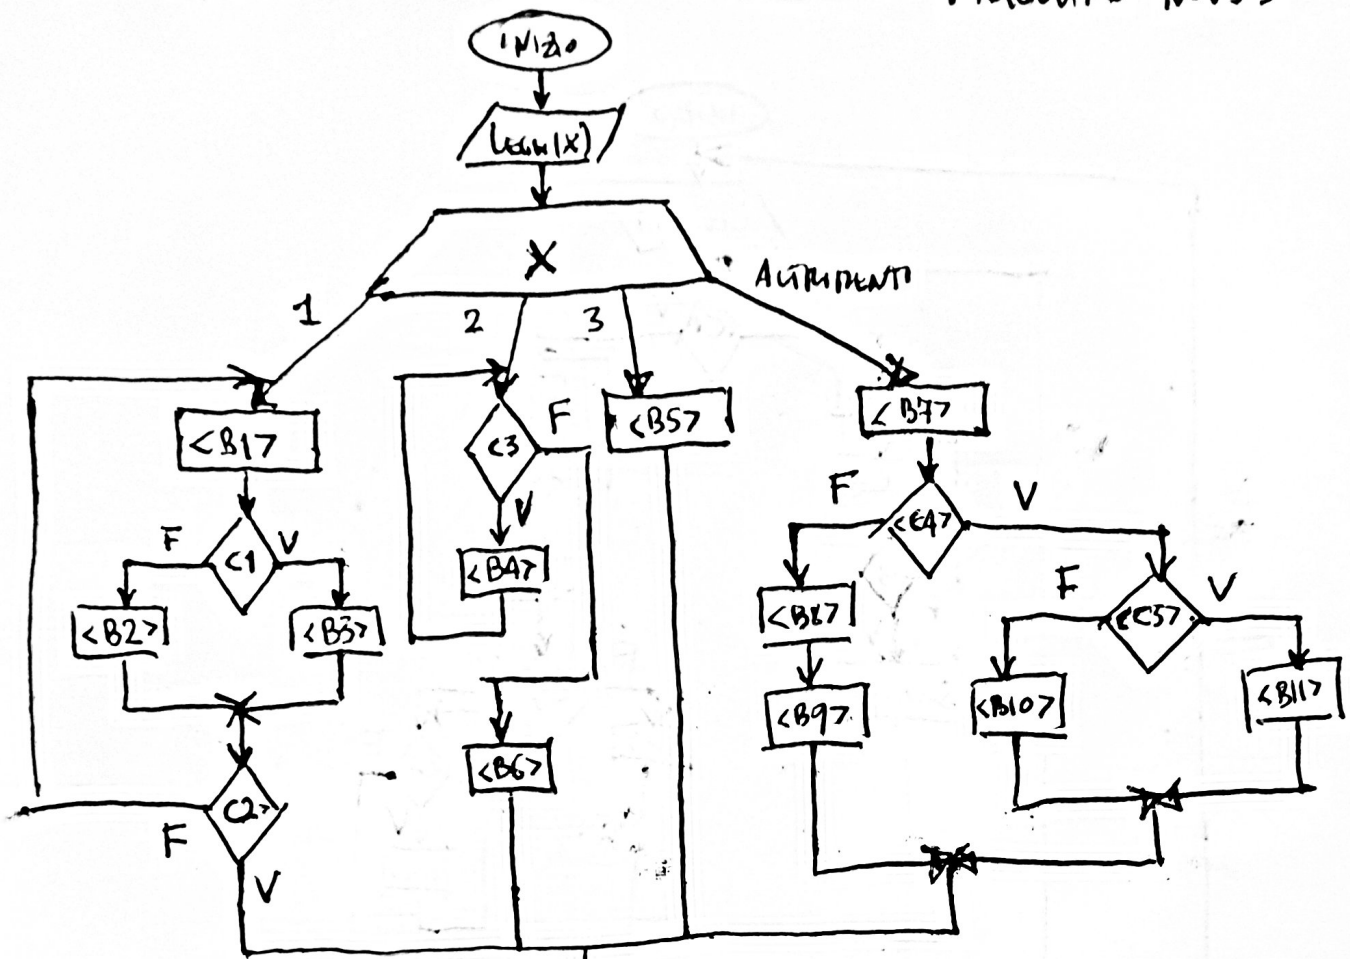 INIZIO
LEGGI(X)
X
ALTRIMENTI
1
2
3
<B1>
C3
F
<B5>
<B7>
V
F
V
<C4>
F
C1
V
<B4>
<B2>
<B3>
<B8>
F
<C5>
V
<B9>
<B10>
<B11>
<B6>
C2>
F
V